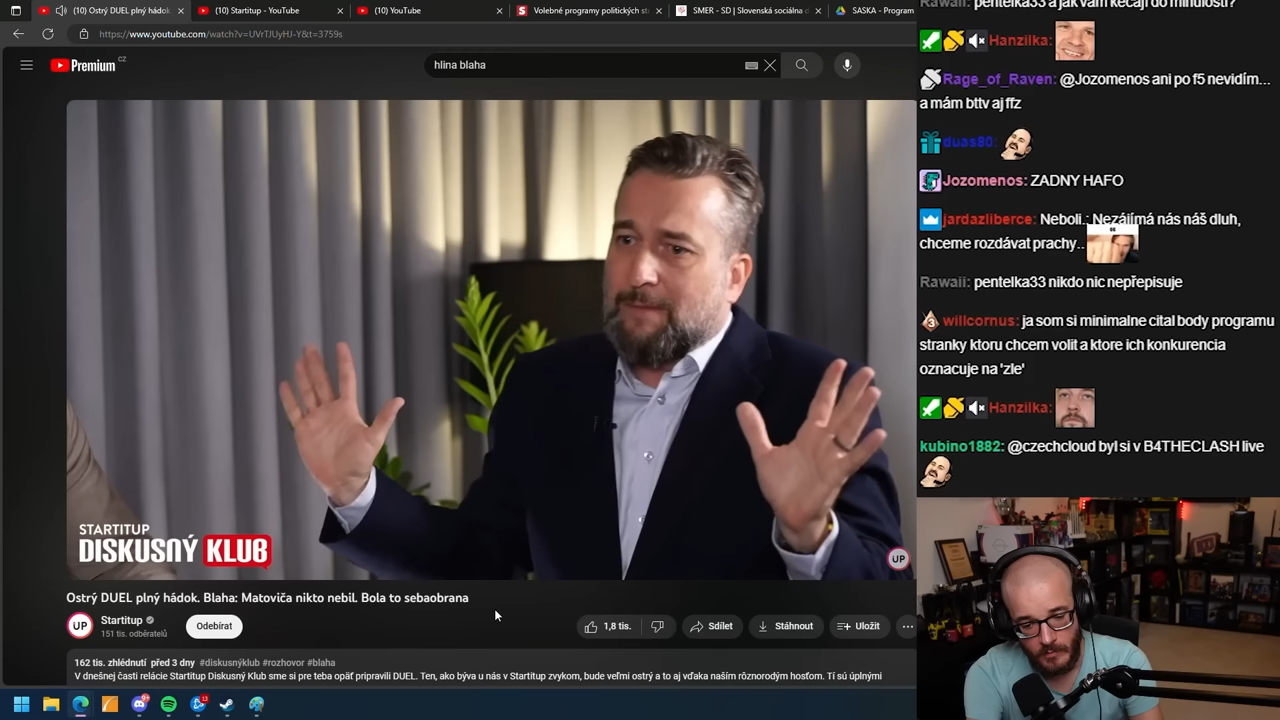 (10) Ostrý DUEL plný hádok
(10) Startitup - YouTube
(10) YouTube
Volebné programy politických st
SMER - SD | Slovenská sociálna d
SASKA - Program
https://www.youtube.com/watch?v=UVrTJUyHJ-Y&t=3759s
Premium CZ
hlina blaha
STARTITUP
DISKUSNÝ KLUB
UP
Ostrý DUEL plný hádok. Blaha: Matoviča nikto nebil. Bola to sebaobrana
UP
Startitup
151 tis. odběratelů
Odebírat
1,8 tis.
Sdílet
Stáhnout
Uložit
162 tis. zhlédnutí před 3 dny #diskusnýklub #rozhovor #blaha
V dnešnej časti relácie Startitup Diskusný Klub sme si pre teba opäť pripravili DUEL. Ten, ako býva u nás v Startitup zvykom, bude veľmi ostrý a to aj vďaka naším rôznorodým hosťom. Tí sú úplnými
Rawaii: pentelka33 a jak vám kecají do minulosti?
Hanzilka:
Rage_of_Raven: @Jozomenos ani po f5 nevidím...
a mám bttv aj ffz
duas80:
Jozomenos: ZADNY HAFO
jardazliberce: Neboli.: Nezájímá nás náš dluh,
chceme rozdávat prachy..
Rawaii: pentelka33 nikdo nic nepřepisuje
willcornus: ja som si minimalne cital body programu
stranky ktoru chcem volit a ktore ich konkurencia
oznacuje na 'zle'
Hanzilka:
kubino1882: @czechcloud byl si v B4THECLASH live